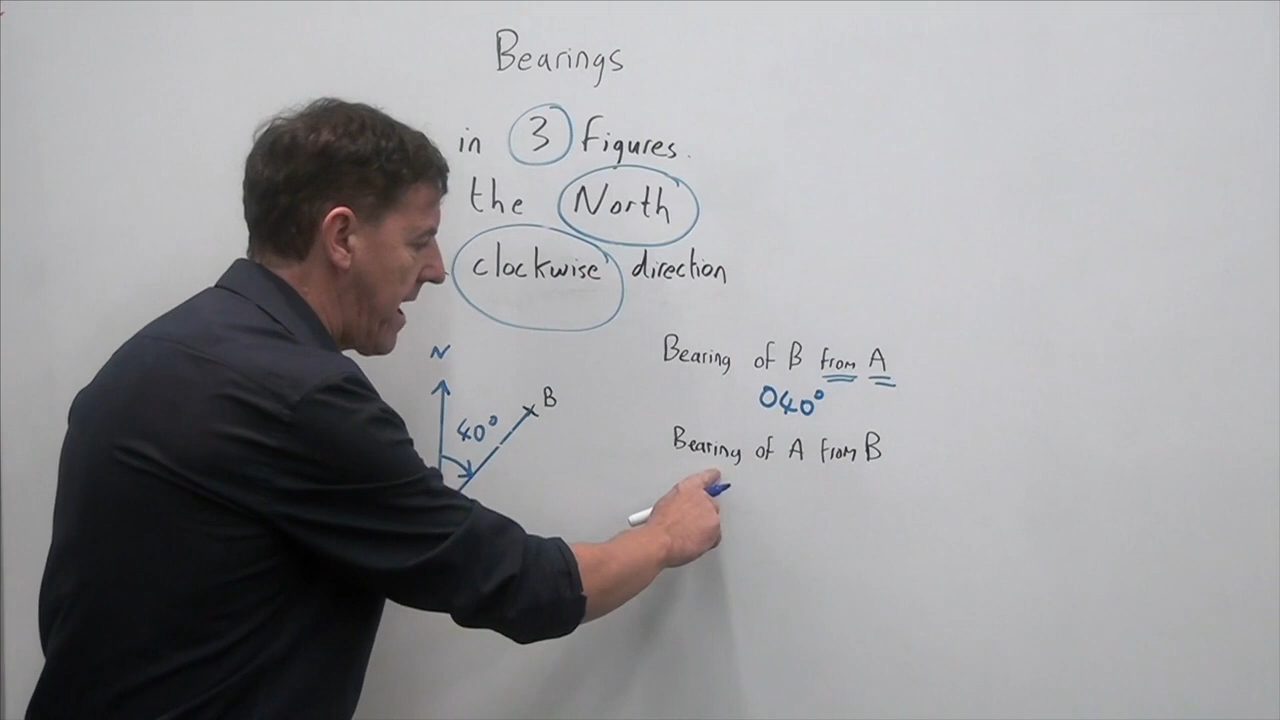 Bearings
in 3 Figures.
the North
clockwise direction
N
40°
B
Bearing of B from A
040°
Bearing of A from B